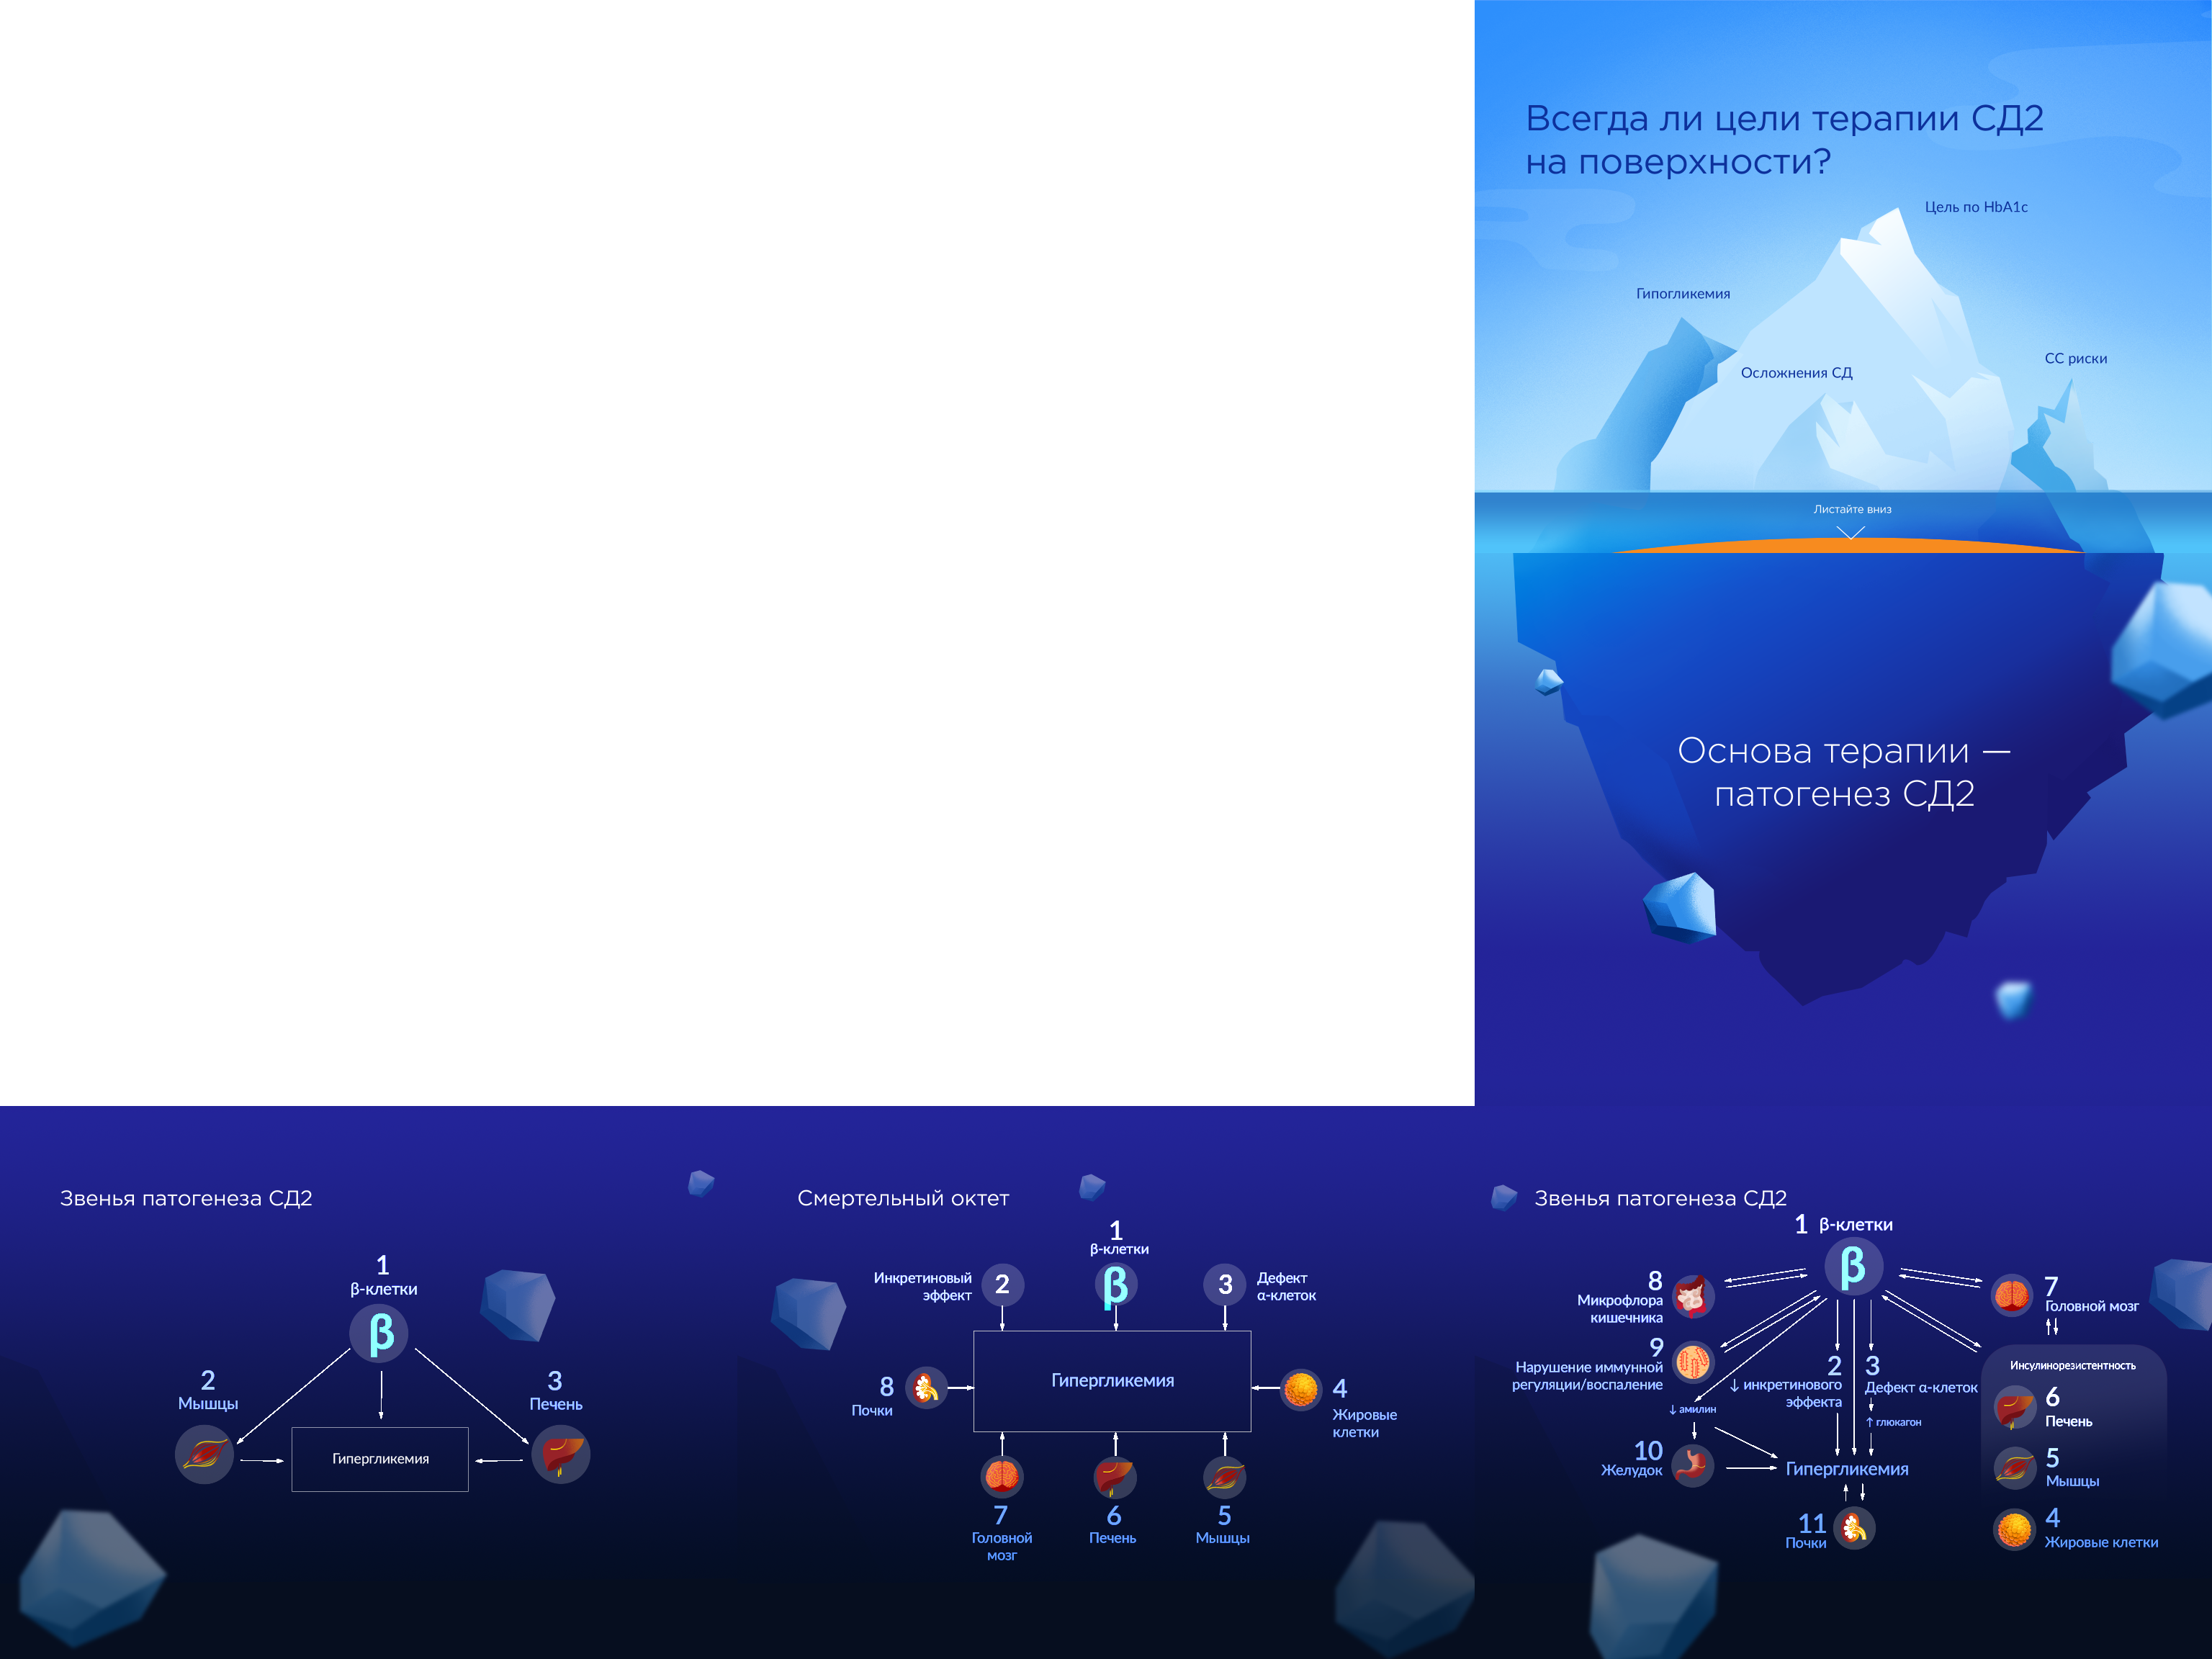 Всегда ли цели терапии СД2
на поверхности?
Цель по HbA1c
Гипогликемия
СС риски
Осложнения СД
Листайте вниз
Основа терапии —
патогенез СД2
Звенья патогенеза СД2
1
β-клетки
β
2
Мышцы
3
Печень
Гипергликемия
Смертельный октет
1
β-клетки
β
Инкретиновый
эффект
2
3
Дефект
α-клеток
Гипергликемия
8
Почки
4
Жировые
клетки
7
Головной
мозг
6
Печень
5
Мышцы
Звенья патогенеза СД2
1 β-клетки
β
8
Микрофлора
кишечника
7
Головной мозг
9
Нарушение иммунной
регуляции/воспаление
2
↓ инкретинового
эффекта
3
Дефект α-клеток
↑ глюкагон
↓ амилин
Инсулинорезистентность
6
Печень
5
Мышцы
4
Жировые клетки
10
Желудок
Гипергликемия
11
Почки